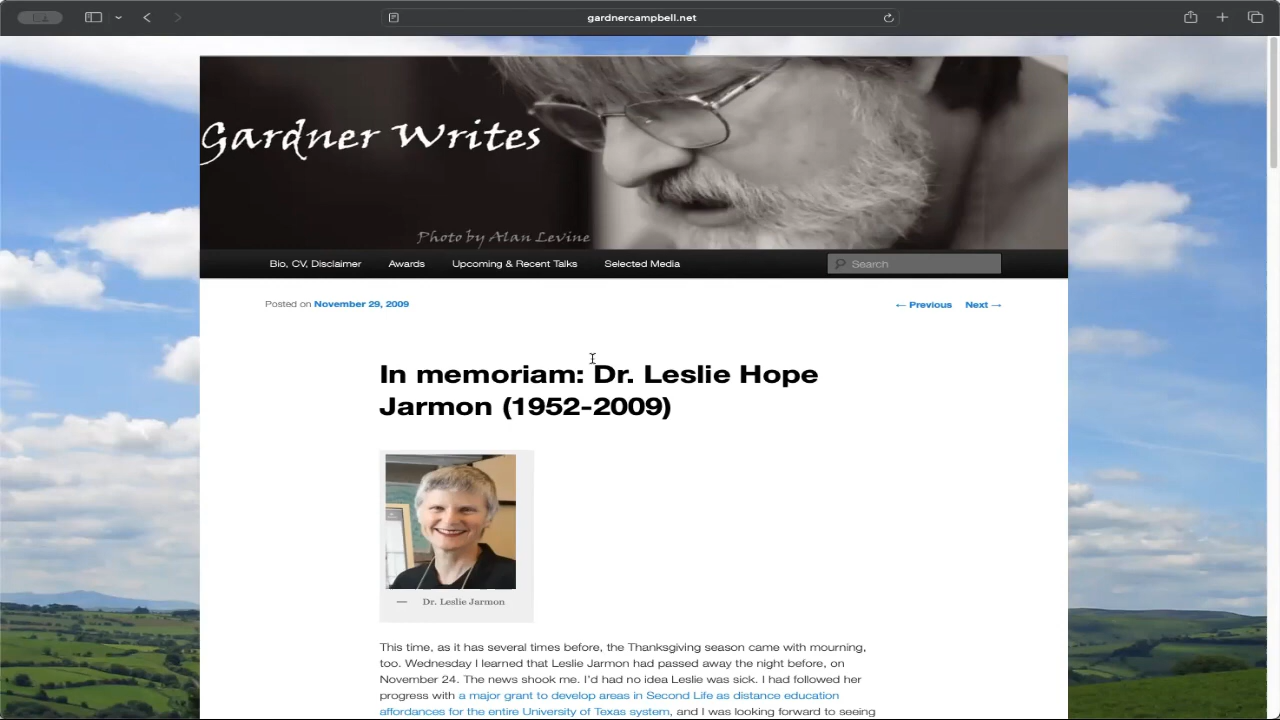 gardnercampbell.net
Gardner Writes
Photo by Alan Levine
Bio, CV, Disclaimer Awards Upcoming & Recent Talks Selected Media Search
Posted on November 29, 2009 ← Previous Next →
In memoriam: Dr. Leslie Hope
Jarmon (1952-2009)
— Dr. Leslie Jarmon
This time, as it has several times before, the Thanksgiving season came with mourning,
too. Wednesday I learned that Leslie Jarmon had passed away the night before, on
November 24. The news shook me. I'd had no idea Leslie was sick. I had followed her
progress with a major grant to develop areas in Second Life as distance education
affordances for the entire University of Texas system, and I was looking forward to seeing